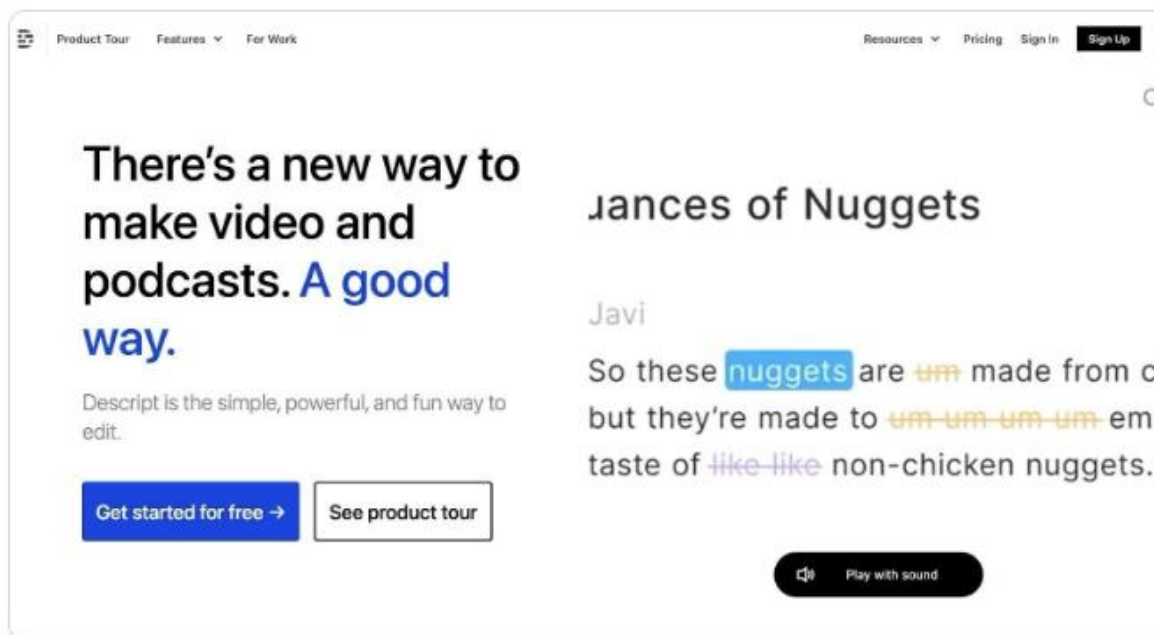 Product Tour Features For Work Resources Pricing Sign In Sign Up
There's a new way to
make video and
podcasts. A good
way.
Descript is the simple, powerful, and fun way to
edit.
Get started for free → See product tour
uances of Nuggets
Javi
So these nuggets are um made from c
but they're made to um um um um em
taste of like like non-chicken nuggets.
Play with sound